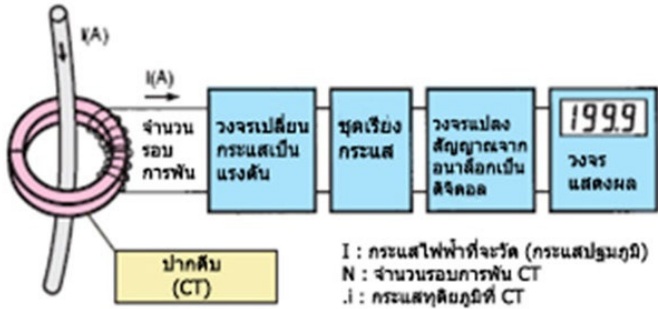 I(A)
I(A)
จำนวน
รอบ
การพัน
วงจรเปลี่ยน
กระแสเป็น
แรงดัน
ชุดเรียง
กระแส
วงจรแปลง
สัญญาณจาก
อนาล็อกเป็น
ดิจิตอล
199.9
วงจร
แสดงผล
ปากคีบ
(CT)
I : กระแสไฟฟ้าที่จะวัด (กระแสปฐมภูมิ)
N : จำนวนรอบการพัน CT
.i : กระแสทุติยภูมิที่ CT